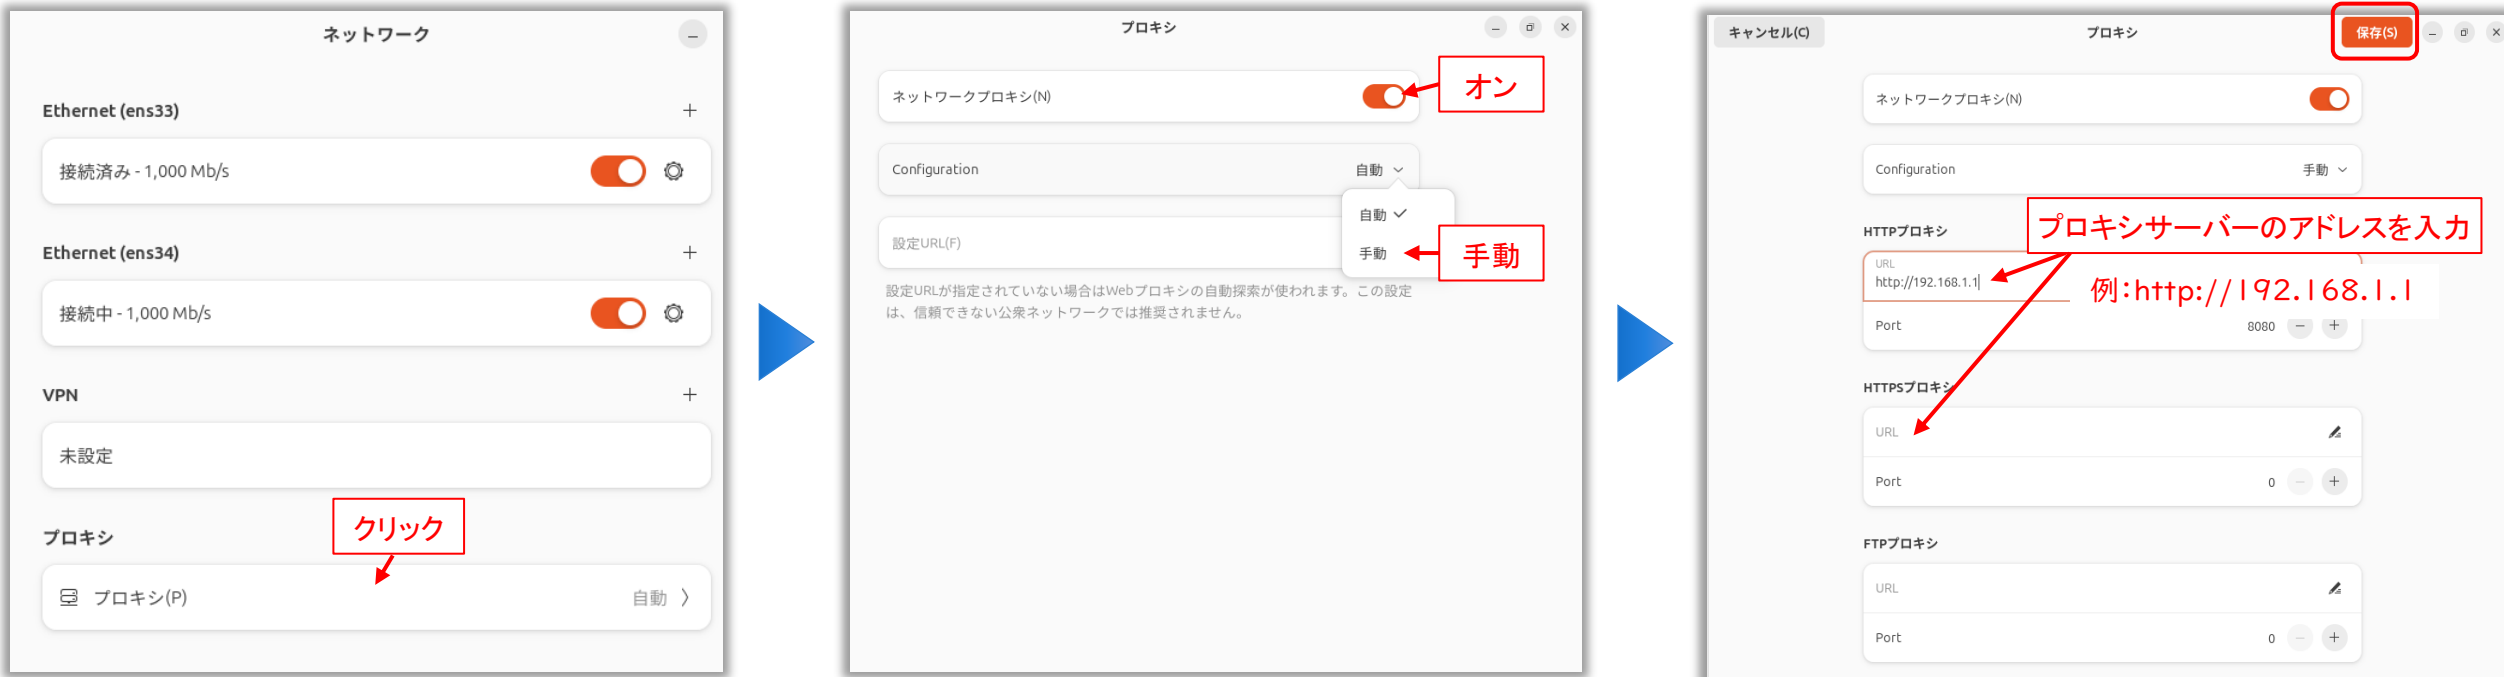 ネットワーク
Ethernet (ens33)
接続済み - 1,000 Mb/s
Ethernet (ens34)
接続中 - 1,000 Mb/s
VPN
未設定
クリック
プロキシ
プロキシ(P) 自動
プロキシ
オン
ネットワークプロキシ(N)
Configuration 自動
自動
設定URL(F)
手動
手動
設定URLが指定されていない場合はWebプロキシの自動探索が使われます。この設定
は、信頼できない公衆ネットワークでは推奨されません。
キャンセル(C) プロキシ 保存(S)
ネットワークプロキシ(N)
Configuration 手動
プロキシサーバーのアドレスを入力
HTTPプロキシ
URL
http://192.168.1.1
例：http://192.168.1.1
Port 8080
HTTPSプロキシ
URL
Port 0
FTPプロキシ
URL
Port 0